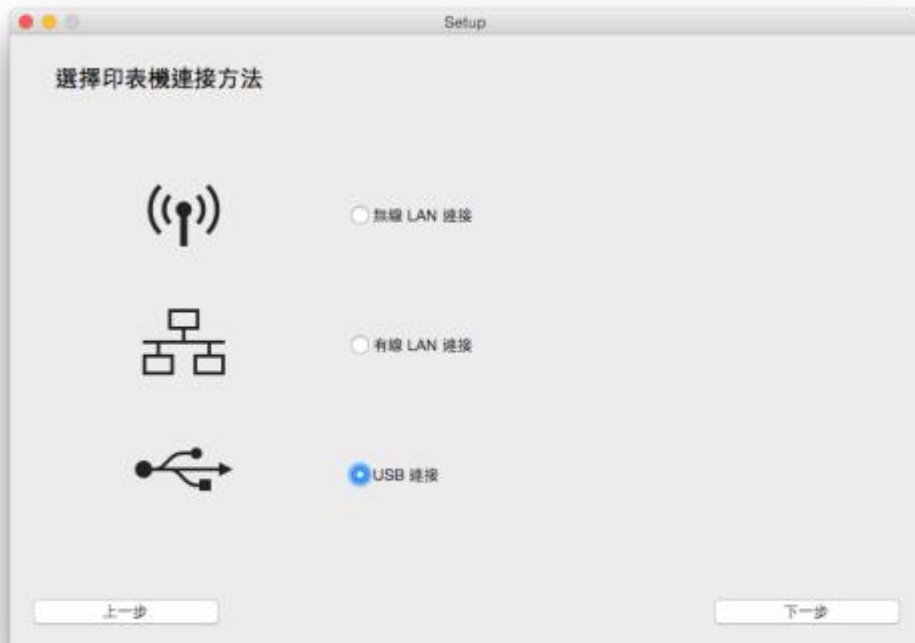 Setup
選擇印表機連接方法
無線 LAN 連接
有線 LAN 連接
USB 連接
上一步
下一步